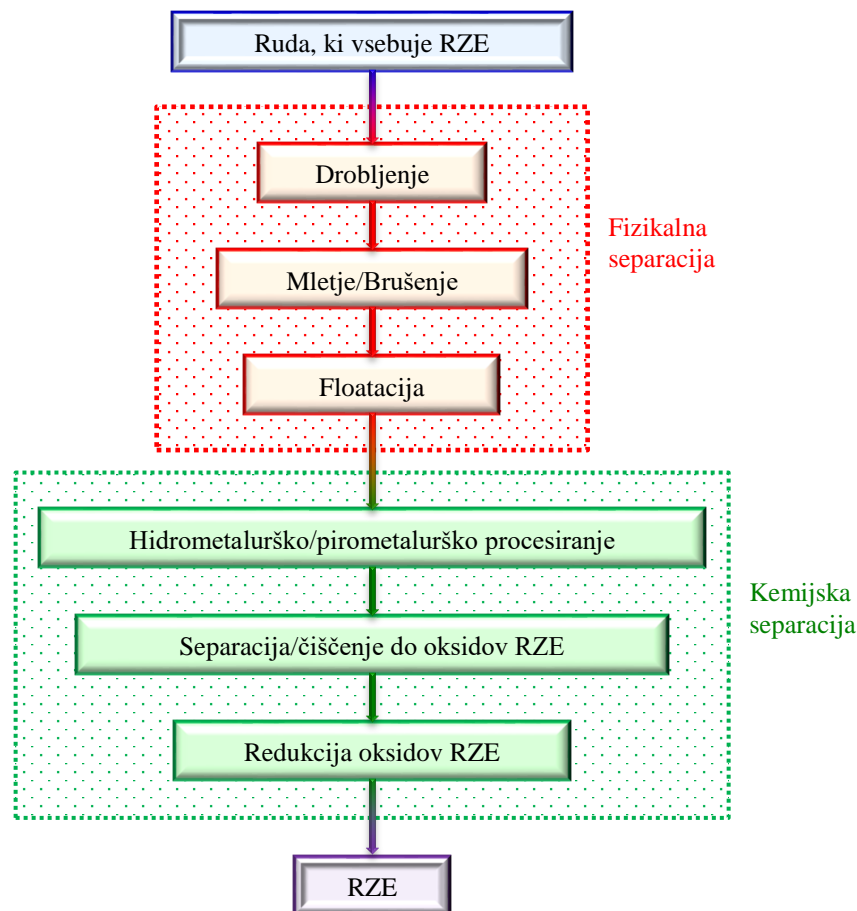 Ruda, ki vsebuje RZE
Drobljenje
Fizikalna
separacija
Mletje/Brušenje
Floatacija
Hidrometalurško/pirometalurško procesiranje
Kemijska
separacija
Separacija/čiščenje do oksidov RZE
Redukcija oksidov RZE
RZE